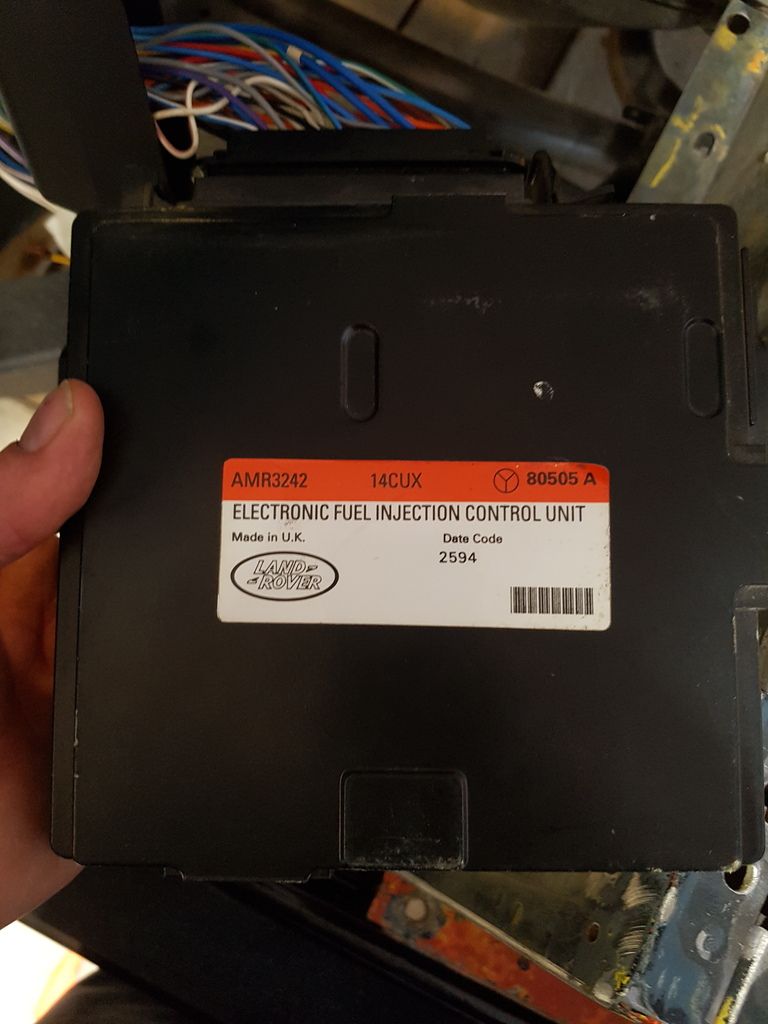 AMR3242 14CUX 80505 A
ELECTRONIC FUEL INJECTION CONTROL UNIT
Made in U.K. Date Code
2594
LAND
ROVER